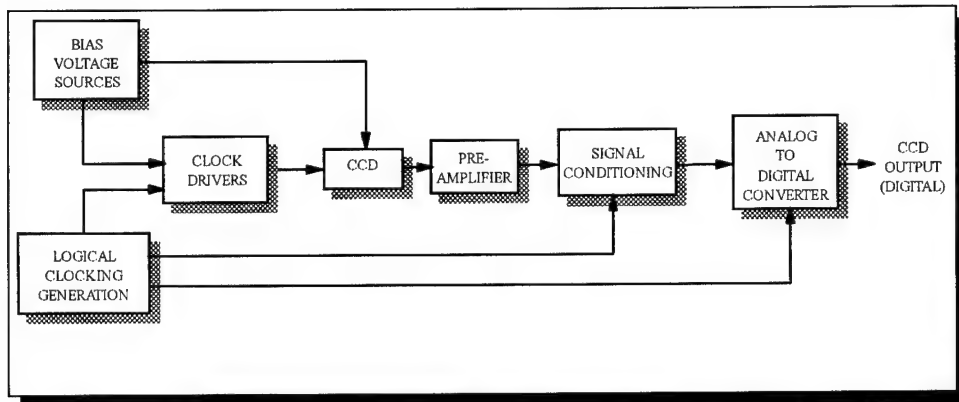 BIAS
VOLTAGE
SOURCES
CLOCK
DRIVERS
CCD
PRE-
AMPLIFIER
SIGNAL
CONDITIONING
ANALOG
TO
DIGITAL
CONVERTER
CCD
OUTPUT
(DIGITAL)
LOGICAL
CLOCKING
GENERATION